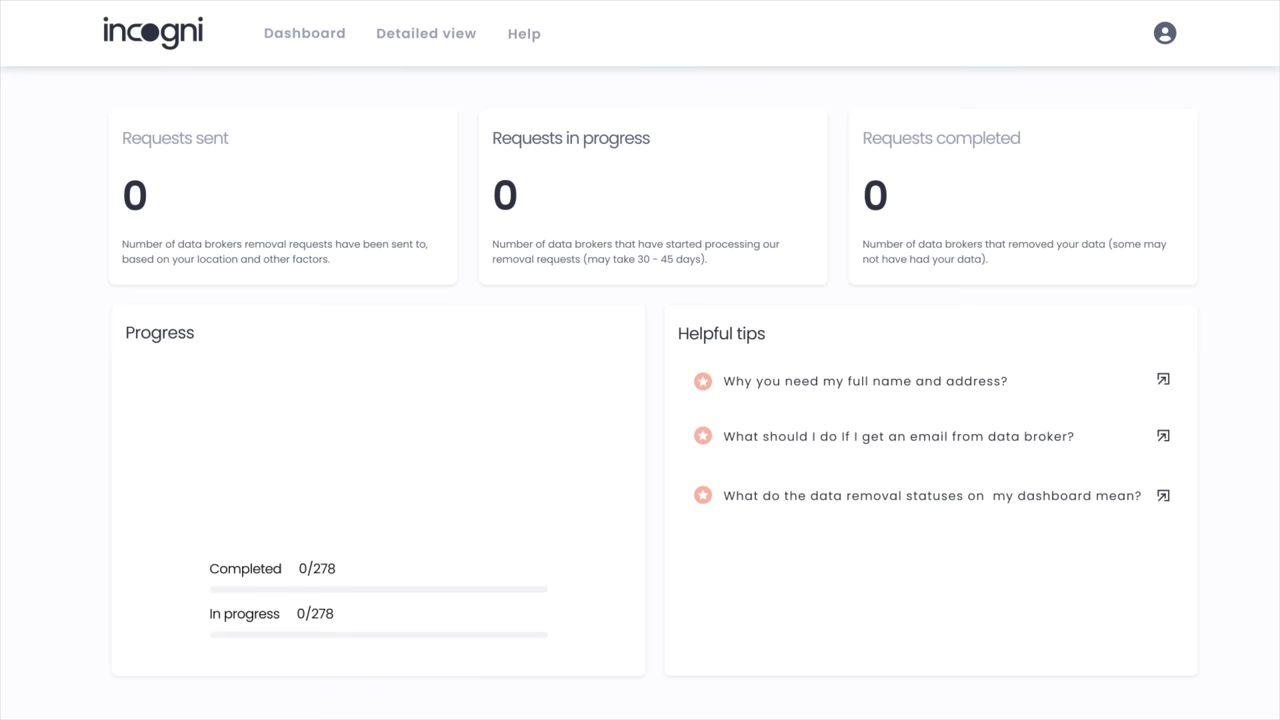 incogni
Dashboard
Detailed view
Help
Requests sent
0
Number of data brokers removal requests have been sent to,
based on your location and other factors.
Requests in progress
0
Number of data brokers that have started processing our
removal requests (may take 30 - 45 days).
Requests completed
0
Number of data brokers that removed your data (some may
not have had your data).
Progress
Completed 0/278
In progress 0/278
Helpful tips
Why you need my full name and address?
What should I do If I get an email from data broker?
What do the data removal statuses on my dashboard mean?